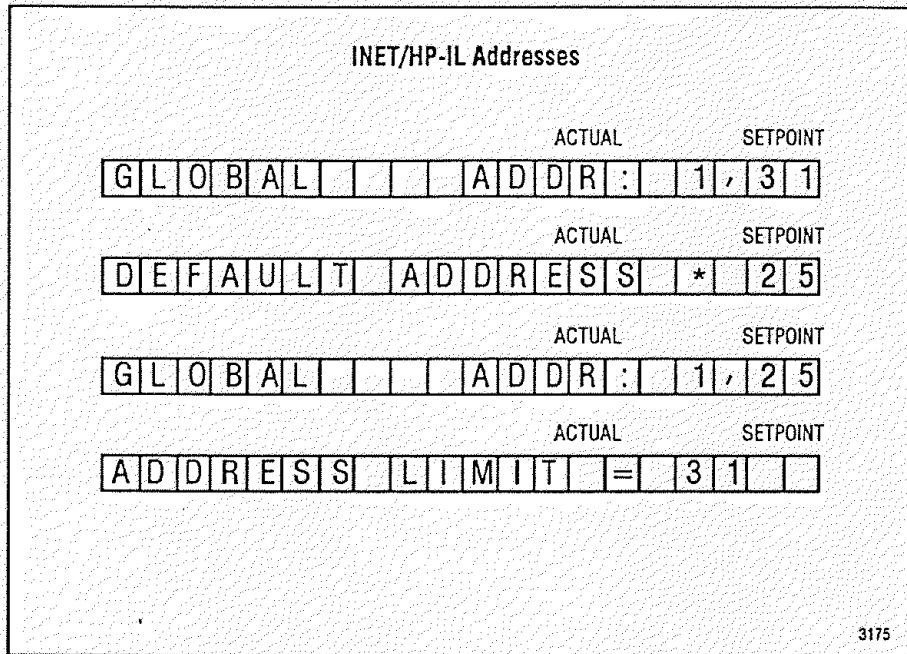 INET/HP-IL Addresses
ACTUAL SETPOINT
GLOBAL ADDR: 1,31
ACTUAL SETPOINT
DEFAULT ADDRESS * 25
ACTUAL SETPOINT
GLOBAL ADDR: 1,25
ACTUAL SETPOINT
ADDRESS LIMIT = 31
3175